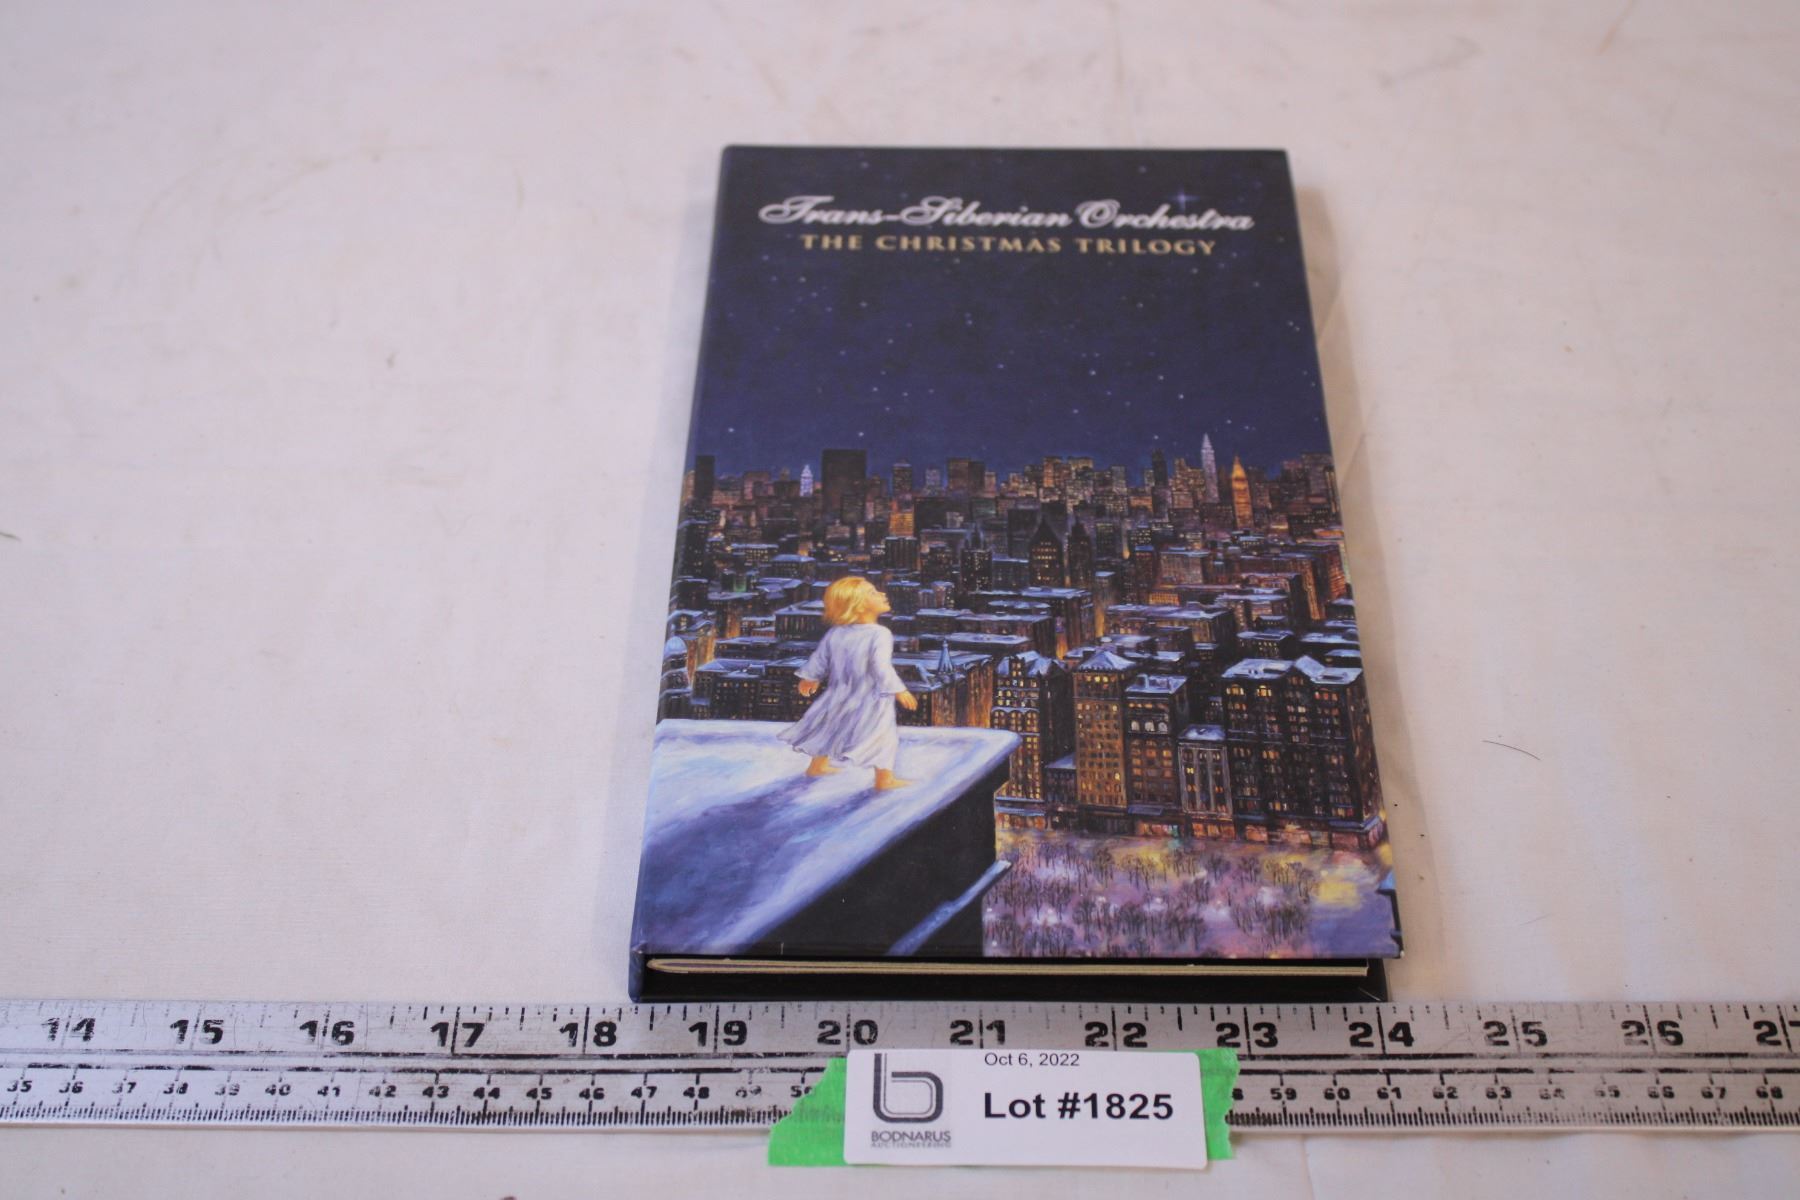 Trans-Siberian Orchestra
THE CHRISTMAS TRILOGY
14 15 16 17 18 19 20 21 22 23 24 25 26 27
35 36 37 38 39 40 41 42 43 44 45 46 47 48 49 59 60 61 62 63 64 65 66 67 68
Oct 6, 2022
Lot #1825
BODNARUS
AUCTIONEERING